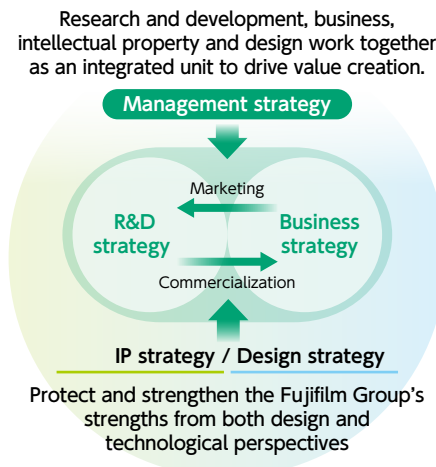 Research and development, business,
intellectual property and design work together
as an integrated unit to drive value creation.
Management strategy
Marketing
R&D
strategy
Business
strategy
Commercialization
IP strategy / Design strategy
Protect and strengthen the Fujifilm Group's
strengths from both design and
technological perspectives